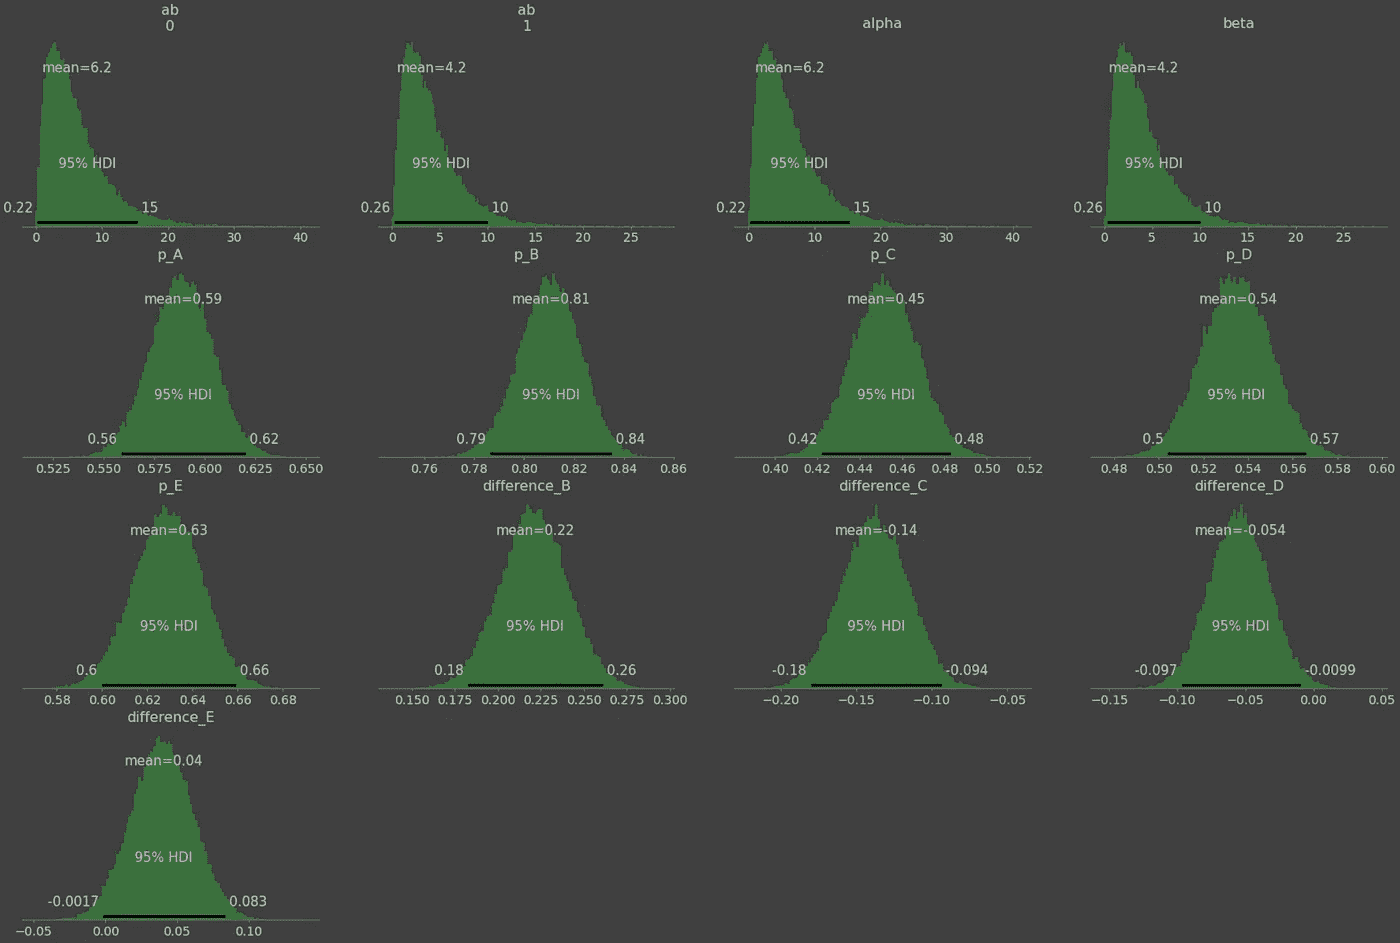 ab
0
ab
1
alpha
beta
mean=6.2
mean=4.2
mean=6.2
mean=4.2
95% HDI
95% HDI
95% HDI
95% HDI
0.22
15
0.26
10
0.22
15
0.26
10
0
10
20
30
40
0
5
10
15
20
25
0
10
20
30
40
0
5
10
15
20
25
p_A
p_B
p_C
p_D
mean=0.59
mean=0.81
mean=0.45
mean=0.54
95% HDI
95% HDI
95% HDI
95% HDI
0.56
0.62
0.79
0.84
0.42
0.48
0.5
0.57
0.525
0.550
0.575
0.600
0.625
0.650
0.76
0.78
0.80
0.82
0.84
0.86
0.40
0.42
0.44
0.46
0.48
0.50
0.52
0.48
0.50
0.52
0.54
0.56
0.58
0.60
p_E
difference_B
difference_C
difference_D
mean=0.63
mean=0.22
mean=-0.14
mean=-0.054
95% HDI
95% HDI
95% HDI
95% HDI
0.6
0.66
0.18
0.26
-0.18
-0.094
-0.097
-0.0099
0.58
0.60
0.62
0.64
0.66
0.68
0.150
0.175
0.200
0.225
0.250
0.275
0.300
−0.20
−0.15
−0.10
−0.05
−0.15
−0.10
−0.05
0.00
0.05
difference_E
mean=0.04
95% HDI
-0.0017
0.083
−0.05
0.00
0.05
0.10